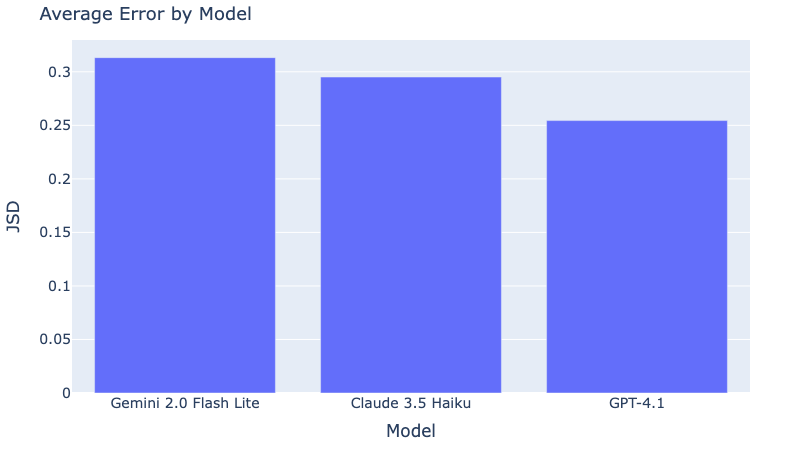 Average Error by Model
JSD
0.3
0.25
0.2
0.15
0.1
0.05
0
Gemini 2.0 Flash Lite
Claude 3.5 Haiku
GPT-4.1
Model